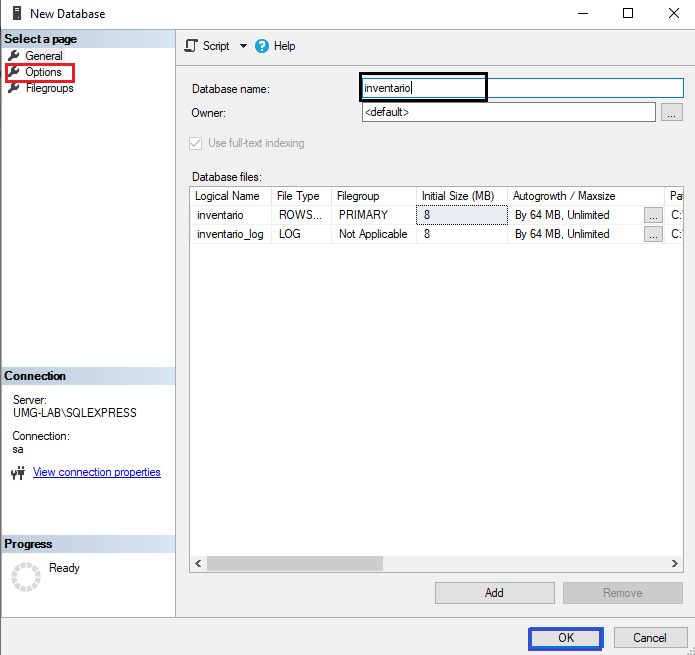 New Database
Select a page
General
Options
Filegroups
Script
Help
Database name:
inventario
Owner:
<default>
...
Use full-text indexing
Database files:
Logical Name File Type Filegroup Initial Size (MB) Autogrowth / Maxsize Pat
inventario ROWS... PRIMARY 8 By 64 MB, Unlimited ... C:\
inventario_log LOG Not Applicable 8 By 64 MB, Unlimited ... C:\
Connection
Server:
UMG-LAB\SQLEXPRESS
Connection:
sa
View connection properties
Progress
Ready
Add Remove
OK Cancel